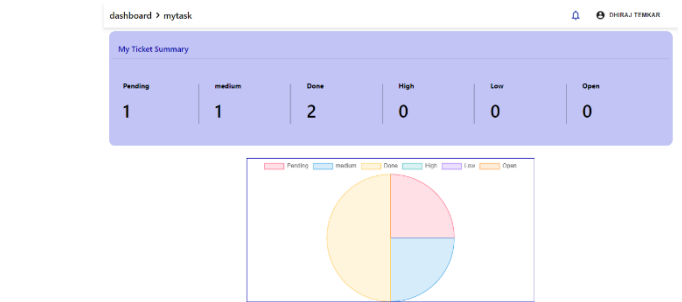 dashboard > mytask
DHIRAJ TEMKAR
My Ticket Summary
Pending medium Done High Low Open
1 1 2 0 0 0
Pending medium Done High Low Open